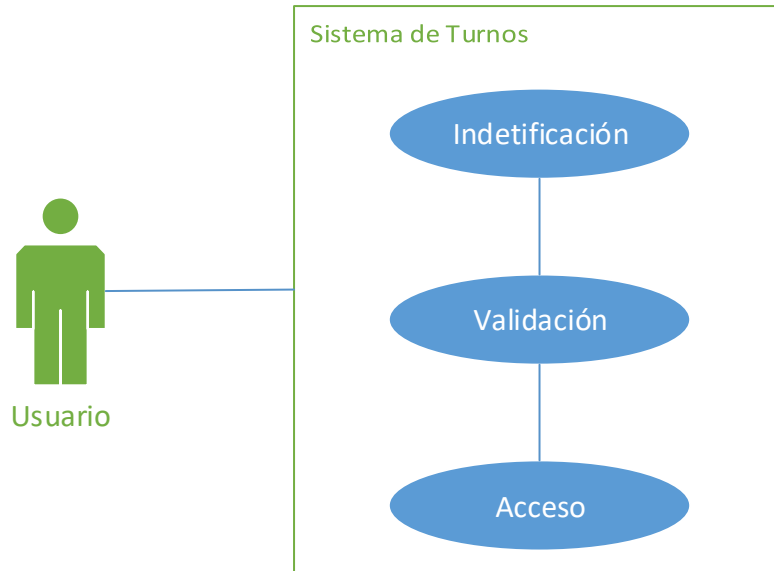 Sistema de Turnos
Indetificación
Validación
Usuario
Acceso